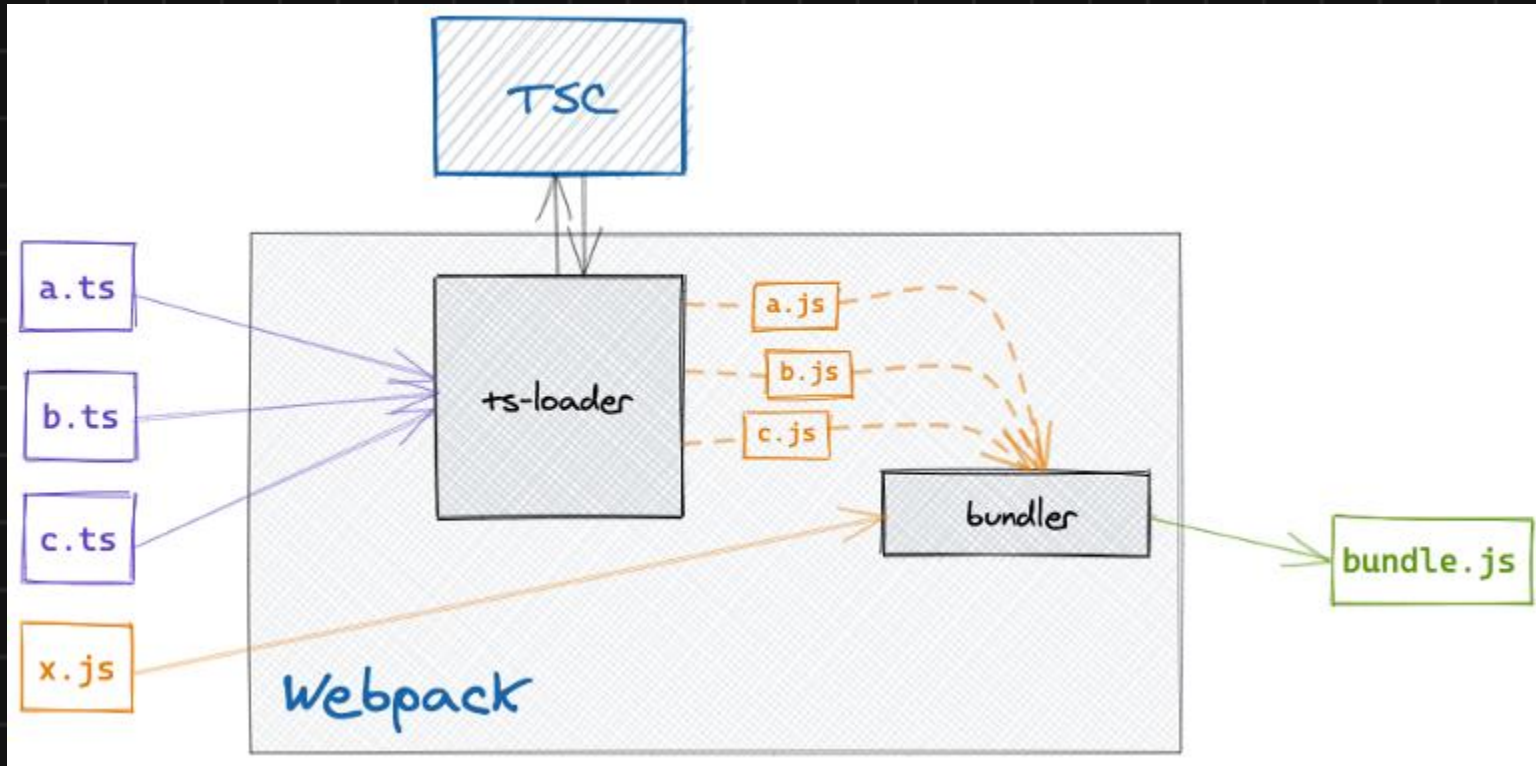 TSC
a.ts
b.ts
c.ts
x.js
ts-loader
a.js
b.js
c.js
bundler
bundle.js
Webpack